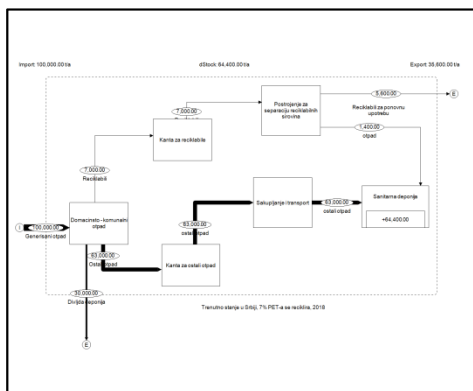 Import: 100,000.00 t/a
dStock: 64,400.00 t/a
Export: 35,600.00 t/a
7,000.00
Postrojenja za
separaciju reciklabilnih
sirovina
5,600.00
E
Reciklabili za ponovnu
upotrebu
1,400.00
otpad
Kanta za reciklabile
7,000.00
Reciklabili
Sakupljanje i transport
63,000.00
ostali otpad
Sanitarna deponija
+64,400.00
I
100,000.00
Generisani otpad
Domacinstvo - komunalni
otpad
63,000.00
ostali otpad
63,000.00
Ostali otpad
Kanta za ostali otpad
30,000.00
Divljda deponija
E
Trenutno stanje u Srbiji, 7% PET-a se reciklira, 2018